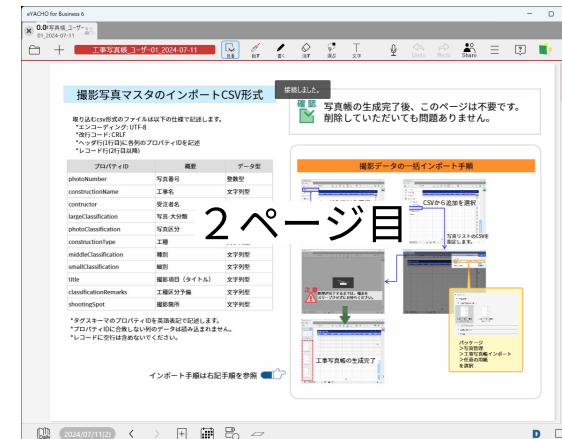 eYACHO for Business 6
0.0
写真帳_ユーザー
01_2024-07-11
工事写真帳_ユーザー01_2024-07-11
Undo
Redo
Share
接続しました。
撮影写真マスタのインポートCSV形式
取り込むcsv形式のファイルは以下の仕様で記述します。
*エンコーディング: UTF-8
*改行コード: CRLF
*ヘッダ行(1行目)に各列のプロパティIDを記述
*レコード行(2行目以降)
プロパティID 概要 データ型
photoNumber 写真番号 整数型
constructionName 工事名 文字列型
contructor 受注者名
largeClassification 写真-大分類
photoClassification 写真区分
constructionType 工種
middleClassification 種別 文字列型
smallClassification 細別 文字列型
title 撮影項目（タイトル） 文字列型
classificationRemarks 工種区分予備 文字列型
shootingSpot 撮影箇所 文字列型
*タグスキーマのプロパティIDを英語表記で記述します。
*プロパティIDに合致しない列のデータは読み込まれません。
*レコードに空行は含めないでください。
インポート手順は右記手順を参照
確認
写真帳の生成完了後、このページは不要です。
削除していただいても問題ありません。
撮影データの一括インポート手順
CSVから追加を選択
写真リストのCSVを
指定します。
２ページ目
注意
工事写真帳の生成完了
パッケージ
＞写真管理
＞工事写真帳インポート
＞任意の用紙
を選択
2024/07/11(2)